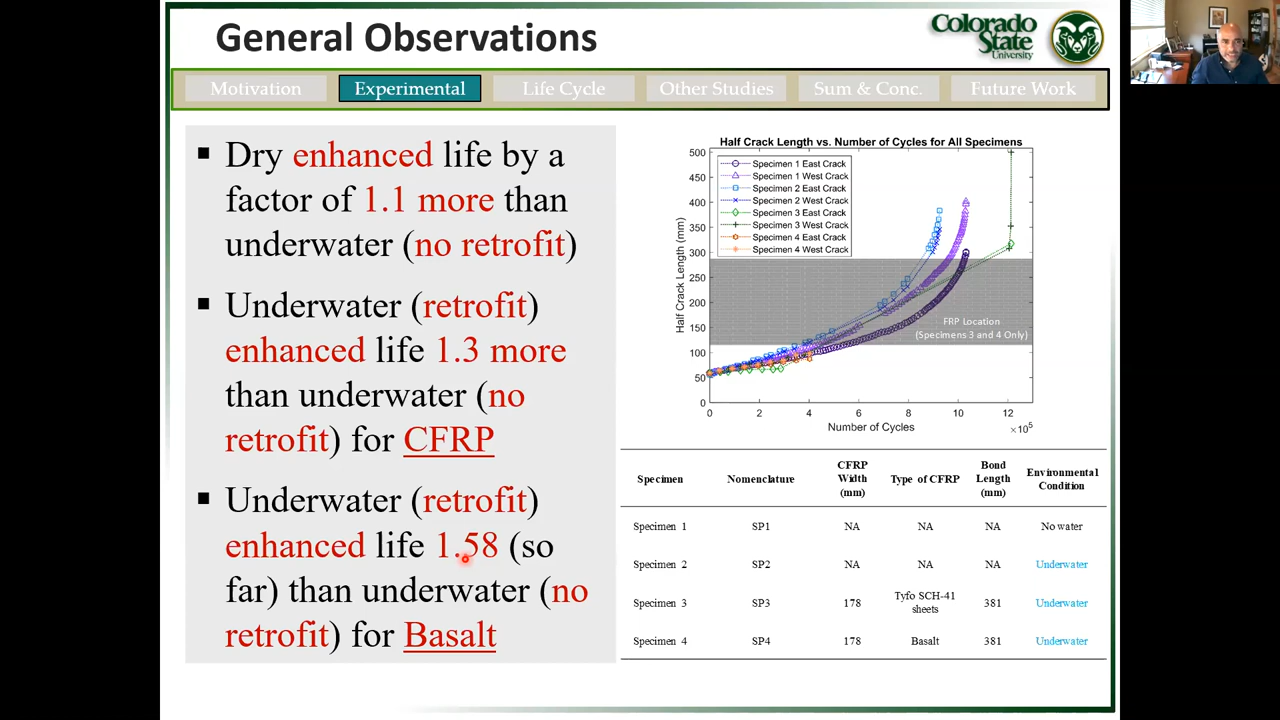 General Observations
Colorado
State
University
Motivation
Experimental
Life Cycle
Other Studies
Sum & Conc.
Future Work
▪ Dry enhanced life by a
factor of 1.1 more than
underwater (no retrofit)
▪ Underwater (retrofit)
enhanced life 1.3 more
than underwater (no
retrofit) for CFRP
▪ Underwater (retrofit)
enhanced life 1.58 (so
far) than underwater (no
retrofit) for Basalt
Half Crack Length vs. Number of Cycles for All Specimens
500
450
400
350
300
250
200
150
100
50
0
Half Crack Length (mm)
Specimen 1 East Crack
Specimen 1 West Crack
Specimen 2 East Crack
Specimen 2 West Crack
Specimen 3 East Crack
Specimen 3 West Crack
Specimen 4 East Crack
Specimen 4 West Crack
FRP Location
(Specimens 3 and 4 Only)
0 2 4 6 8 10 12
Number of Cycles
×10⁵
Specimen Nomenclature CFRP Width (mm) Type of CFRP Bond Length (mm) Environmental Condition
Specimen 1 SP1 NA NA NA No water
Specimen 2 SP2 NA NA NA Underwater
Specimen 3 SP3 178 Tyfo SCH-41 sheets 381 Underwater
Specimen 4 SP4 178 Basalt 381 Underwater